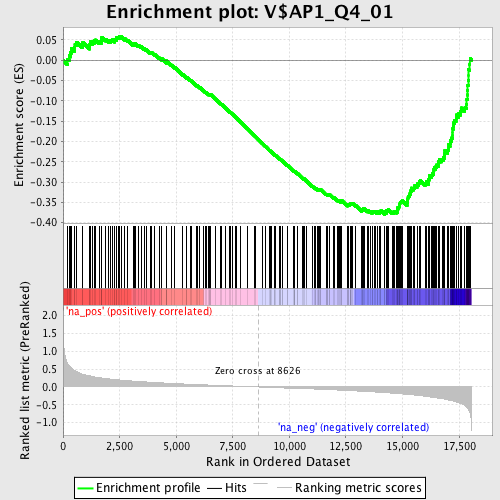 Enrichment plot: V$AP1_Q4_01
Enrichment score (ES)
0.05
0.00
-0.05
-0.10
-0.15
-0.20
-0.25
-0.30
-0.35
-0.40
'na_pos' (positively correlated)
Ranked list metric (PreRanked)
2.0
1.5
1.0
0.5
0.0
-0.5
-1.0
Zero cross at 8626
'na_neg' (negatively correlated)
0
2,500
5,000
7,500
10,000
12,500
15,000
17,500
Rank in Ordered Dataset
Enrichment profile
Hits
Ranking metric scores